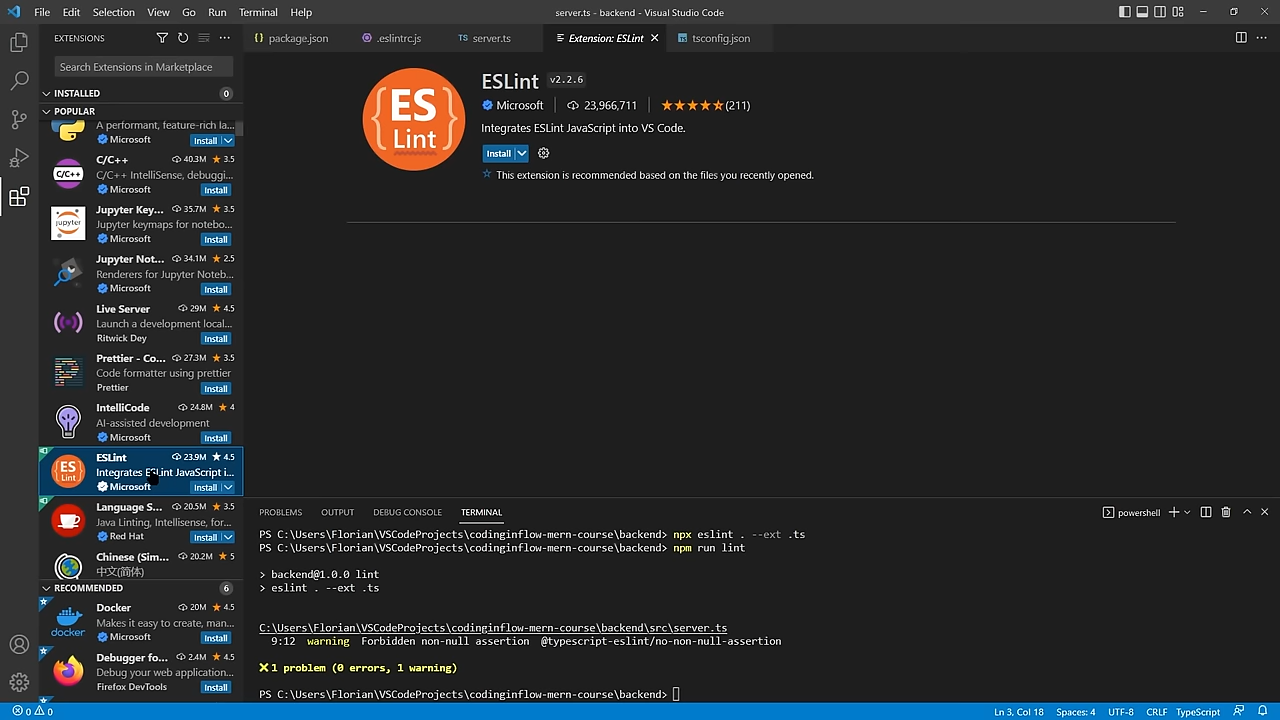 File Edit Selection View Go Run Terminal Help
server.ts - backend - Visual Studio Code
EXTENSIONS
{} package.json
.eslintrc.js
TS server.ts
Extension: ESLint
tsconfig.json
Search Extensions in Marketplace
INSTALLED 0
POPULAR
A performant, feature-rich la...
Microsoft Install
C/C++ 40.3M 3.5
C/C++ IntelliSense, debuggi...
Microsoft Install
Jupyter Key... 35.7M 3.5
Jupyter keymaps for notebo...
Microsoft Install
Jupyter Not... 34.1M 2.5
Renderers for Jupyter Noteb...
Microsoft Install
Live Server 29M 4.5
Launch a development local...
Ritwick Dey Install
Prettier - Co... 27.3M 3.5
Code formatter using prettier
Prettier Install
IntelliCode 24.8M 4
AI-assisted development
Microsoft Install
ESLint 23.9M 4.5
Integrates ESLint JavaScript i...
Microsoft Install
Language S... 20.5M 3.5
Java Linting, Intellisense, for...
Red Hat Install
Chinese (Sim... 20.2M 5
中文(简体)
RECOMMENDED 6
Docker 20M 4.5
Makes it easy to create, man...
Microsoft Install
Debugger fo... 2.4M 4.5
Debug your web application...
Firefox DevTools Install
{ES}
Lint
ESLint v2.2.6
Microsoft 23,966,711 (211)
Integrates ESLint JavaScript into VS Code.
Install
This extension is recommended based on the files you recently opened.
PROBLEMS OUTPUT DEBUG CONSOLE TERMINAL
powershell
PS C:\Users\Florian\VSCodeProjects\codinginflow-mern-course\backend> npx eslint . --ext .ts
PS C:\Users\Florian\VSCodeProjects\codinginflow-mern-course\backend> npm run lint
> backend@1.0.0 lint
> eslint . --ext .ts
C:\Users\Florian\VSCodeProjects\codinginflow-mern-course\backend\src\server.ts
9:12 warning Forbidden non-null assertion @typescript-eslint/no-non-null-assertion
✖ 1 problem (0 errors, 1 warning)
PS C:\Users\Florian\VSCodeProjects\codinginflow-mern-course\backend>
0 0
Ln 3, Col 18 Spaces: 4 UTF-8 CRLF TypeScript